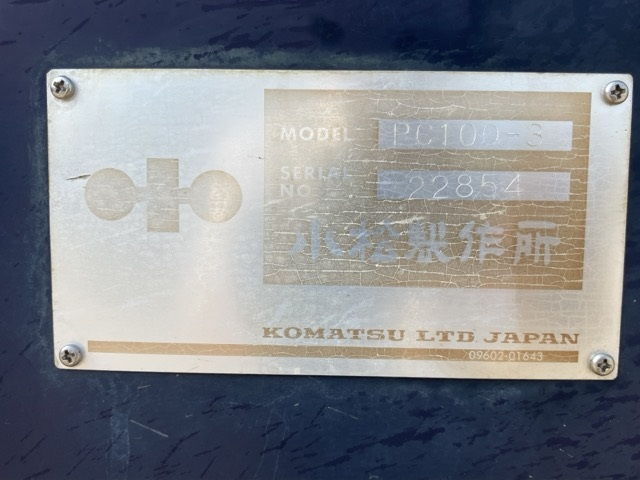 MODEL PC100-3
SERIAL NO 22854
小松製作所
KOMATSU LTD. JAPAN
09602-01643